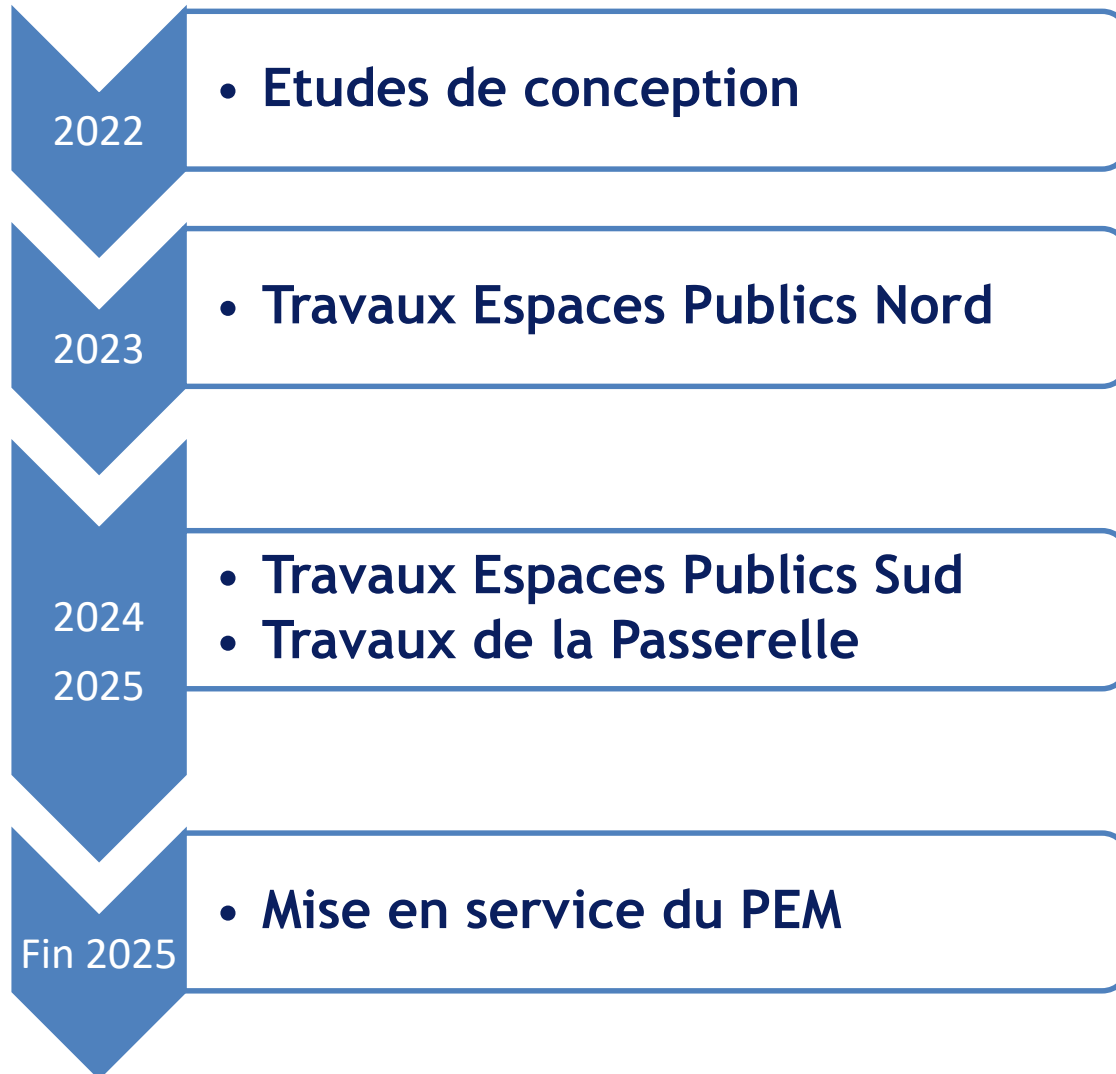 2022
• Etudes de conception
2023
• Travaux Espaces Publics Nord
2024
2025
• Travaux Espaces Publics Sud
• Travaux de la Passerelle
Fin 2025
• Mise en service du PEM